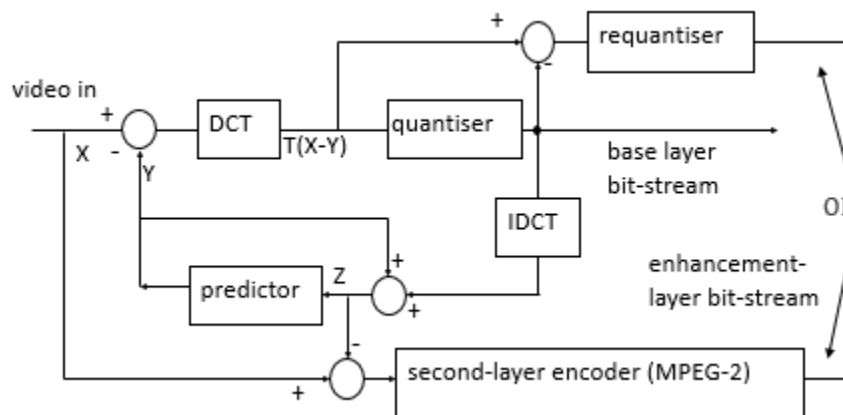 +
requantiser
-
video in
+
DCT
quantiser
X
-
T(X-Y)
Y
base layer
bit-stream
IDCT
+
enhancement-
layer bit-stream
predictor
Z
+
-
second-layer encoder (MPEG-2)
+